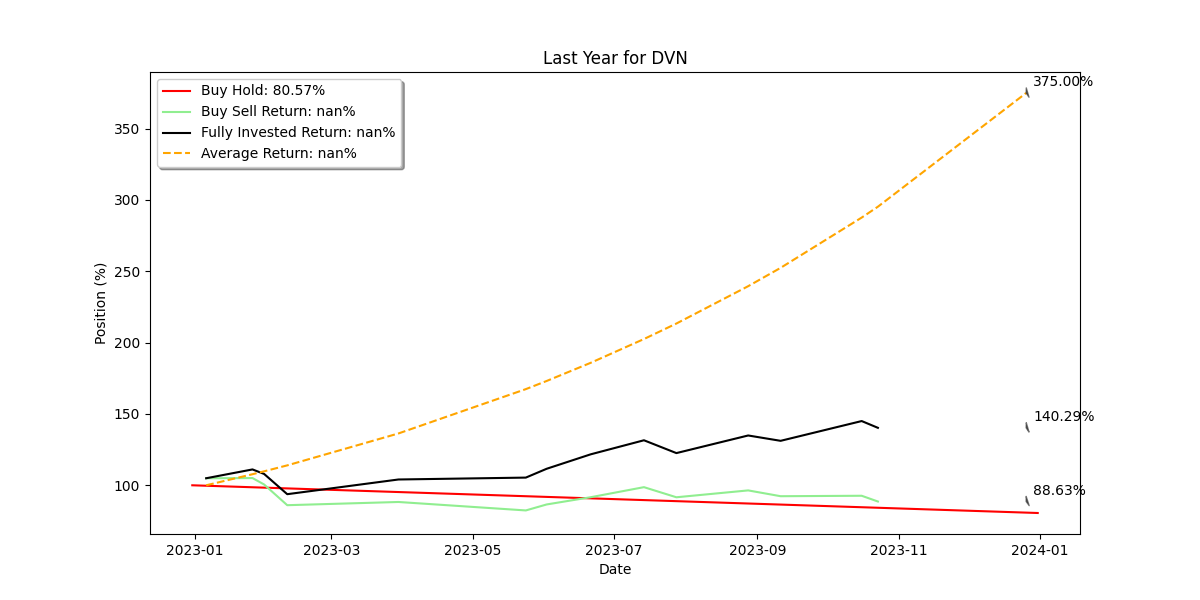 Last Year for DVN
375.00%
Buy Hold: 80.57%
Buy Sell Return: nan%
Fully Invested Return: nan%
Average Return: nan%
350
300
250
200
150
100
Position (%)
140.29%
88.63%
2023-01
2023-03
2023-05
2023-07
2023-09
2023-11
2024-01
Date